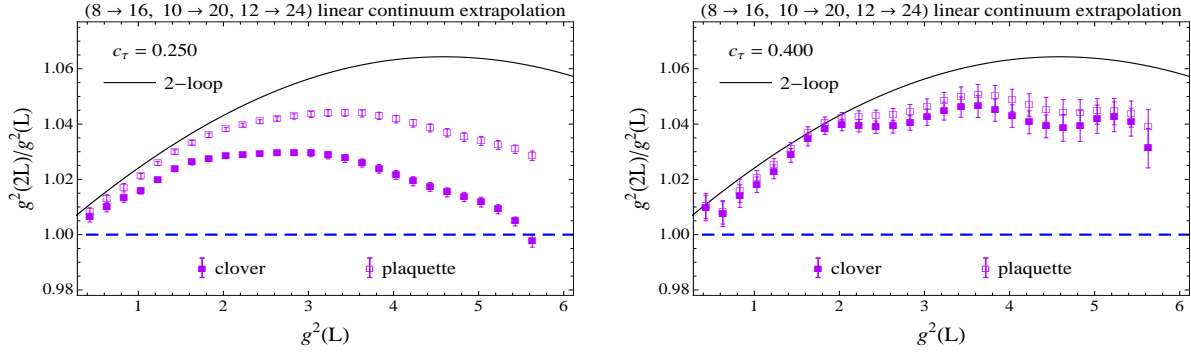 (8 → 16, 10 → 20, 12 → 24) linear continuum extrapolation
cτ = 0.250
2−loop
clover
plaquette
g²(2L)/g²(L)
1.06
1.04
1.02
1.00
0.98
1 2 3 4 5 6
g²(L)
(8 → 16, 10 → 20, 12 → 24) linear continuum extrapolation
cτ = 0.400
2−loop
clover
plaquette
g²(2L)/g²(L)
1.06
1.04
1.02
1.00
0.98
1 2 3 4 5 6
g²(L)